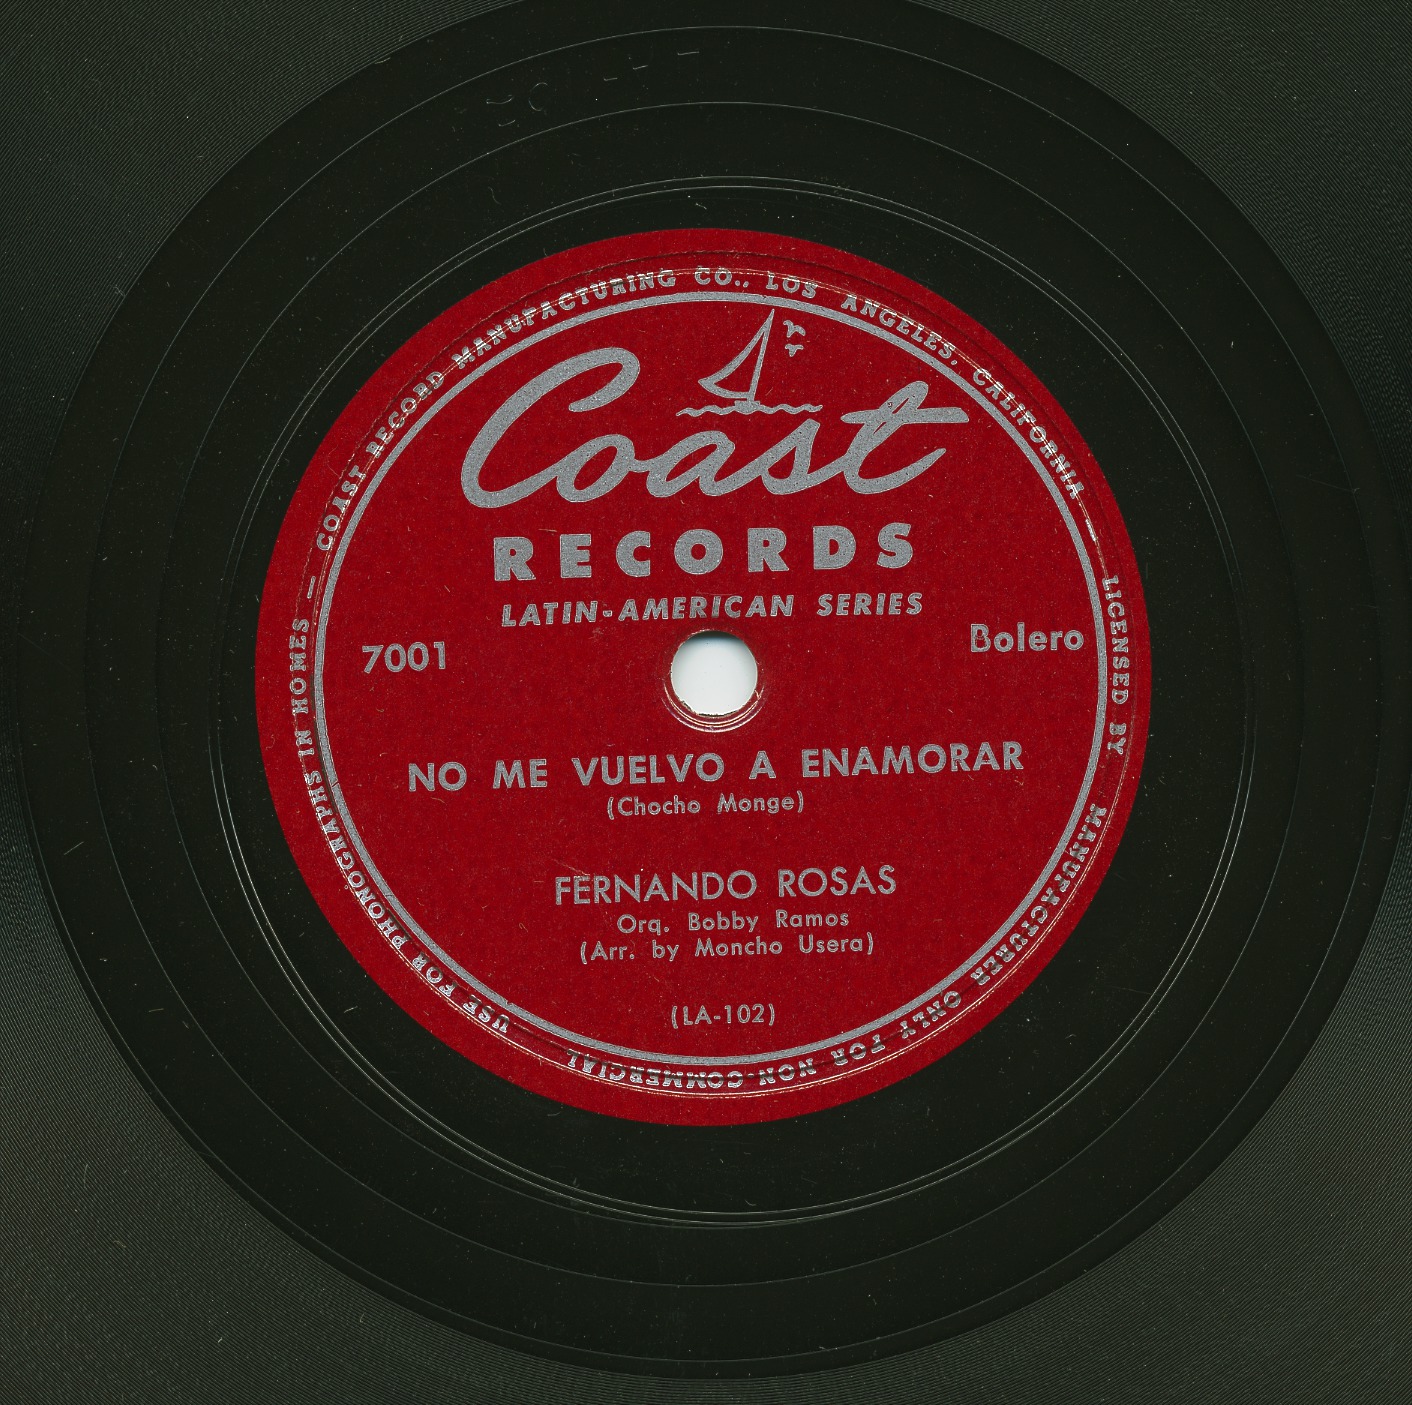 COAST RECORD MANUFACTURING CO., LOS ANGELES, CALIFORNIA — LICENSED BY MANUFACTURER ONLY FOR NON-COMMERCIAL USE FOR PHONOGRAPHS IN HOMES —
Coast
RECORDS
LATIN-AMERICAN SERIES
7001
Bolero
NO ME VUELVO A ENAMORAR
(Chocho Monge)
FERNANDO ROSAS
Orq. Bobby Ramos
(Arr. by Moncho Usera)
(LA-102)